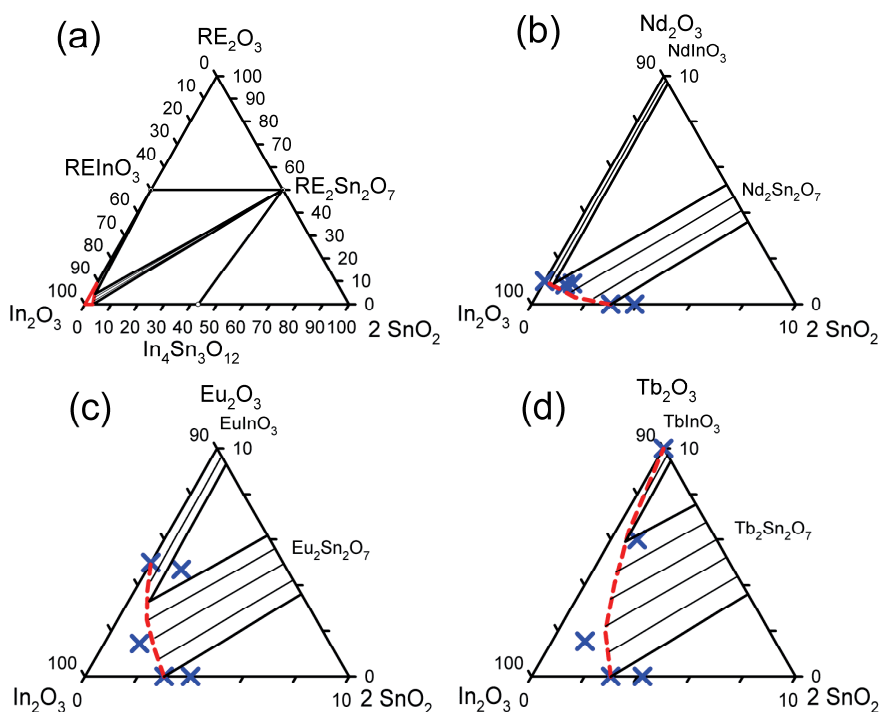 (a)
RE₂O₃
0
100
10
90
20
80
30
70
40
60
REInO₃
RE₂Sn₂O₇
60
40
70
30
80
20
90
10
100
0
In₂O₃
0 10 20 30 40 50 60 70 80 90 100
2 SnO₂
In₄Sn₃O₁₂
(b)
Nd₂O₃
NdInO₃
90
10
Nd₂Sn₂O₇
100
0
In₂O₃
0
10
2 SnO₂
(c)
Eu₂O₃
EuInO₃
90
10
Eu₂Sn₂O₇
100
0
In₂O₃
0
10
2 SnO₂
(d)
Tb₂O₃
TbInO₃
90
10
Tb₂Sn₂O₇
100
0
In₂O₃
0
10
2 SnO₂